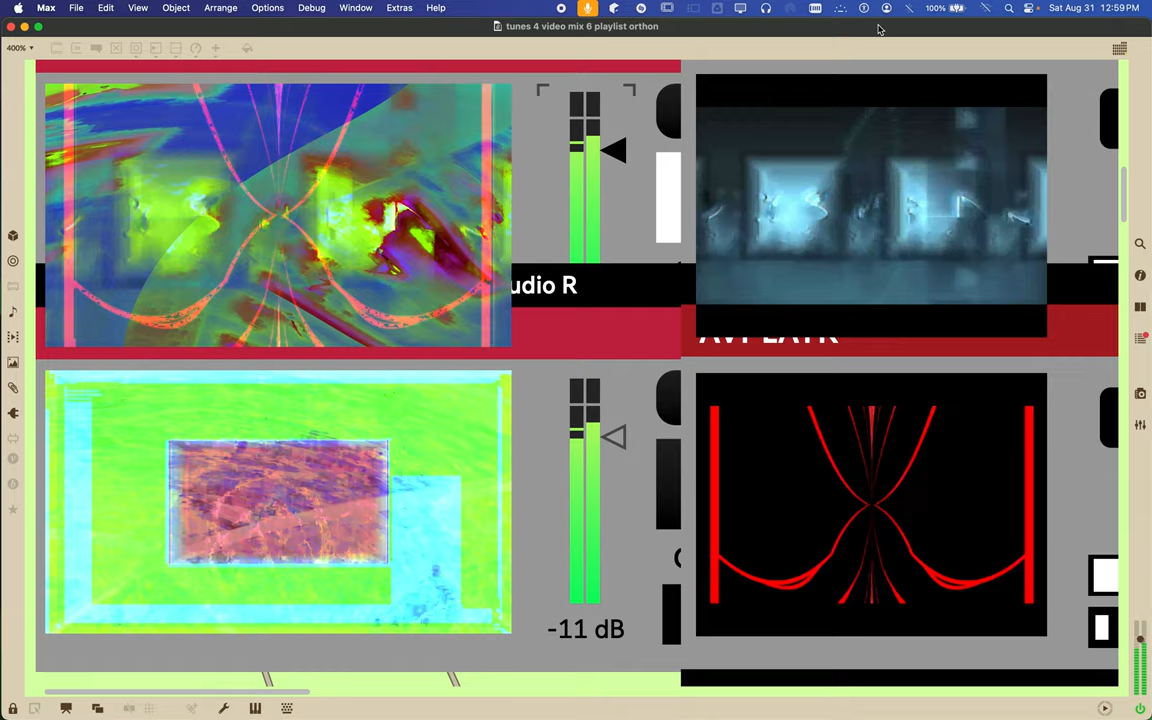 Max File Edit View Object Arrange Options Debug Window Extras Help 100% Sat Aug 31 12:59 PM
tunes 4 video mix 6 playlist orthon
400%
udio R
-11 dB